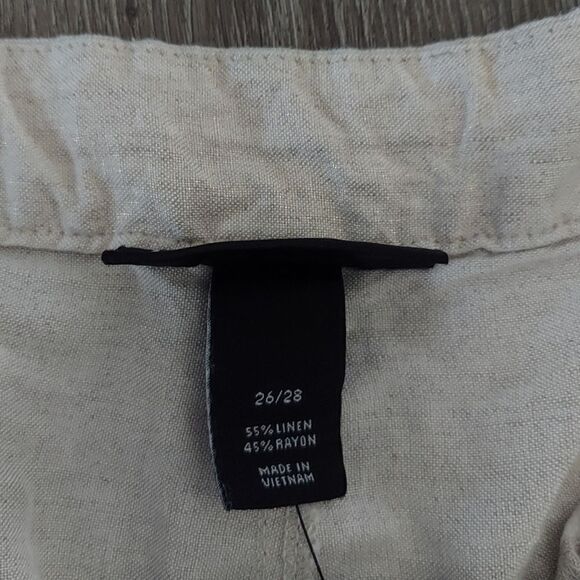 26/28
55% LINEN
45% RAYON
MADE IN
VIETNAM